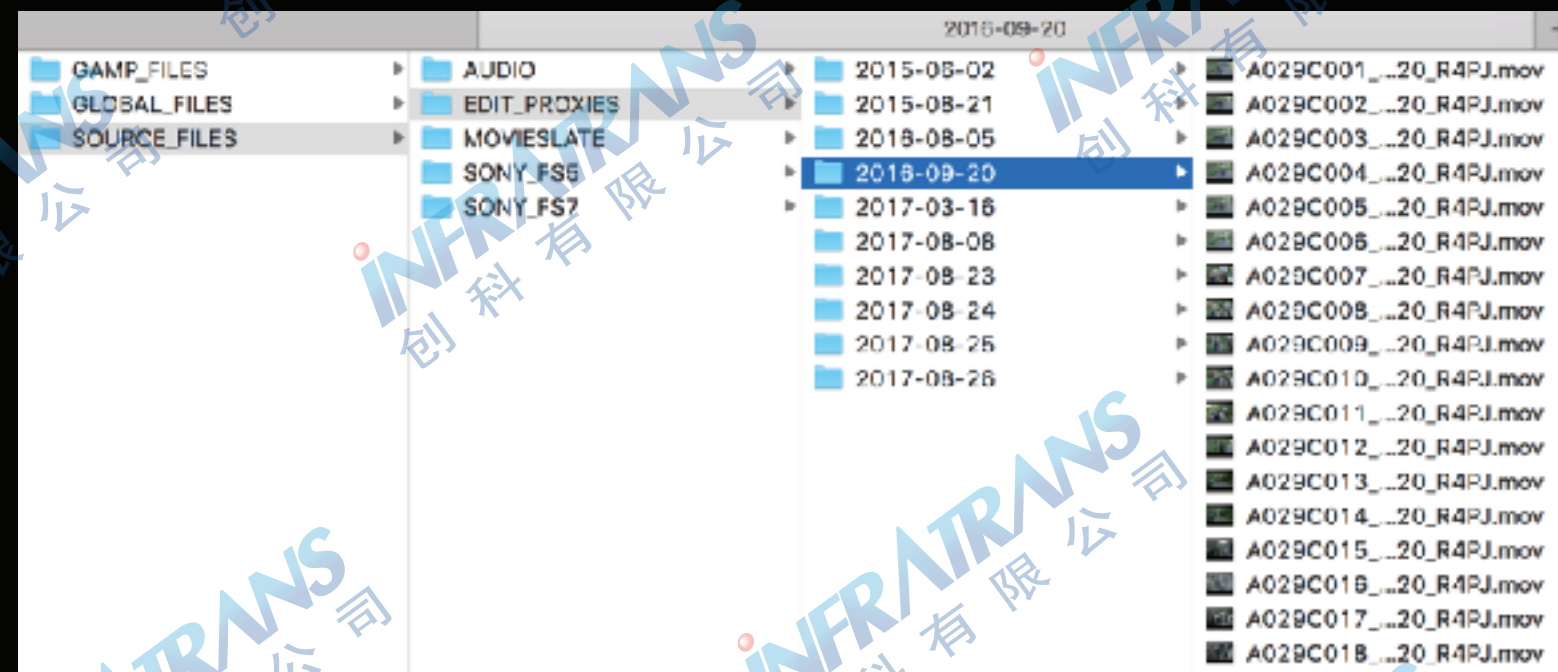 2016-09-20
GAMP_FILES
GLOBAL_FILES
SOURCE_FILES
AUDIO
EDIT_PROXIES
MOVIESLATE
SONY_FS5
SONY_FS7
2015-06-02
2015-08-21
2016-08-05
2016-09-20
2017-03-16
2017-08-08
2017-08-23
2017-08-24
2017-08-25
2017-08-26
A029C001_...20_R4PJ.mov
A029C002_...20_R4PJ.mov
A029C003_...20_R4PJ.mov
A029C004_...20_R4PJ.mov
A029C005_...20_R4PJ.mov
A029C006_...20_R4PJ.mov
A029C007_...20_R4PJ.mov
A029C008_...20_R4PJ.mov
A029C009_...20_R4PJ.mov
A029C010_...20_R4PJ.mov
A029C011_...20_R4PJ.mov
A029C012_...20_R4PJ.mov
A029C013_...20_R4PJ.mov
A029C014_...20_R4PJ.mov
A029C015_...20_R4PJ.mov
A029C016_...20_R4PJ.mov
A029C017_...20_R4PJ.mov
A029C018_...20_R4PJ.mov
iNFRATRANS
创科有限公司